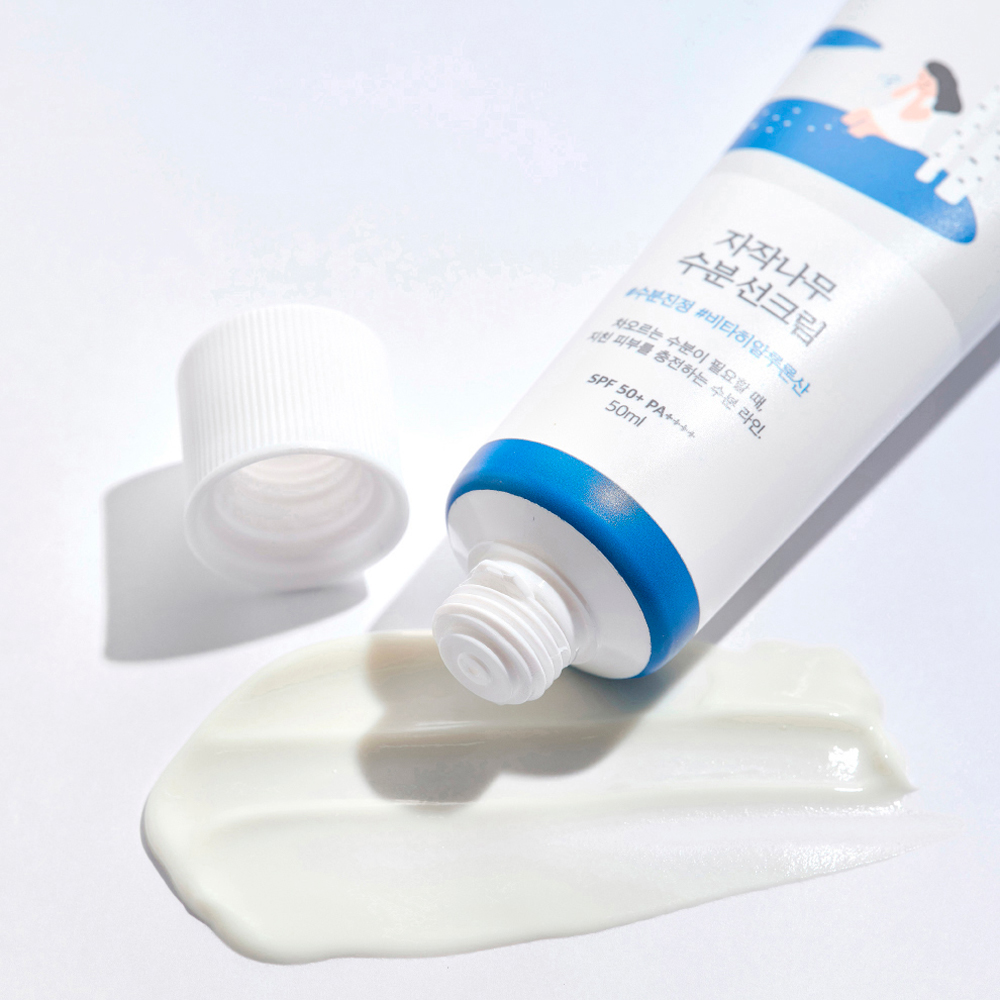 자작나무
수분 선크림
#수분진정 #비타히알루론산
차오르는 수분이 필요할 때,
지친 피부를 충전하는 수분 라인.
SPF 50+ PA++++
50ml